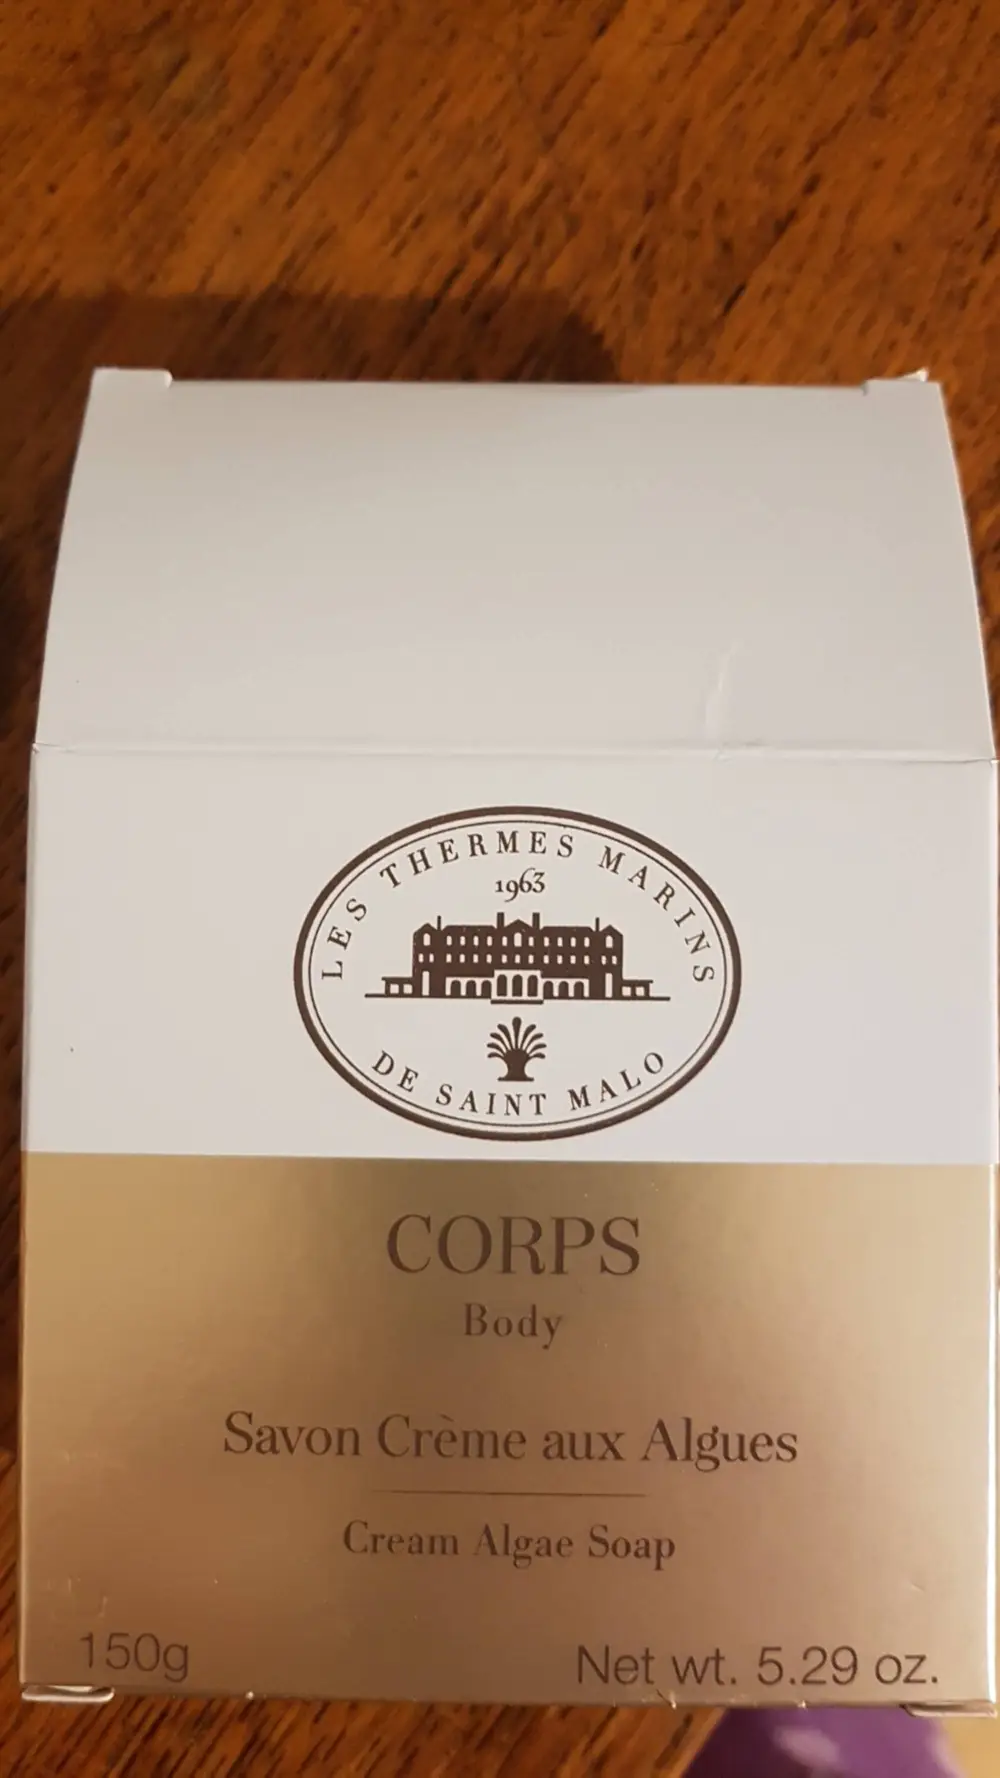 LES THERMES MARINS
1963
DE SAINT MALO
CORPS
Body
Savon Crème aux Algues
Cream Algae Soap
150g
Net wt. 5.29 oz.